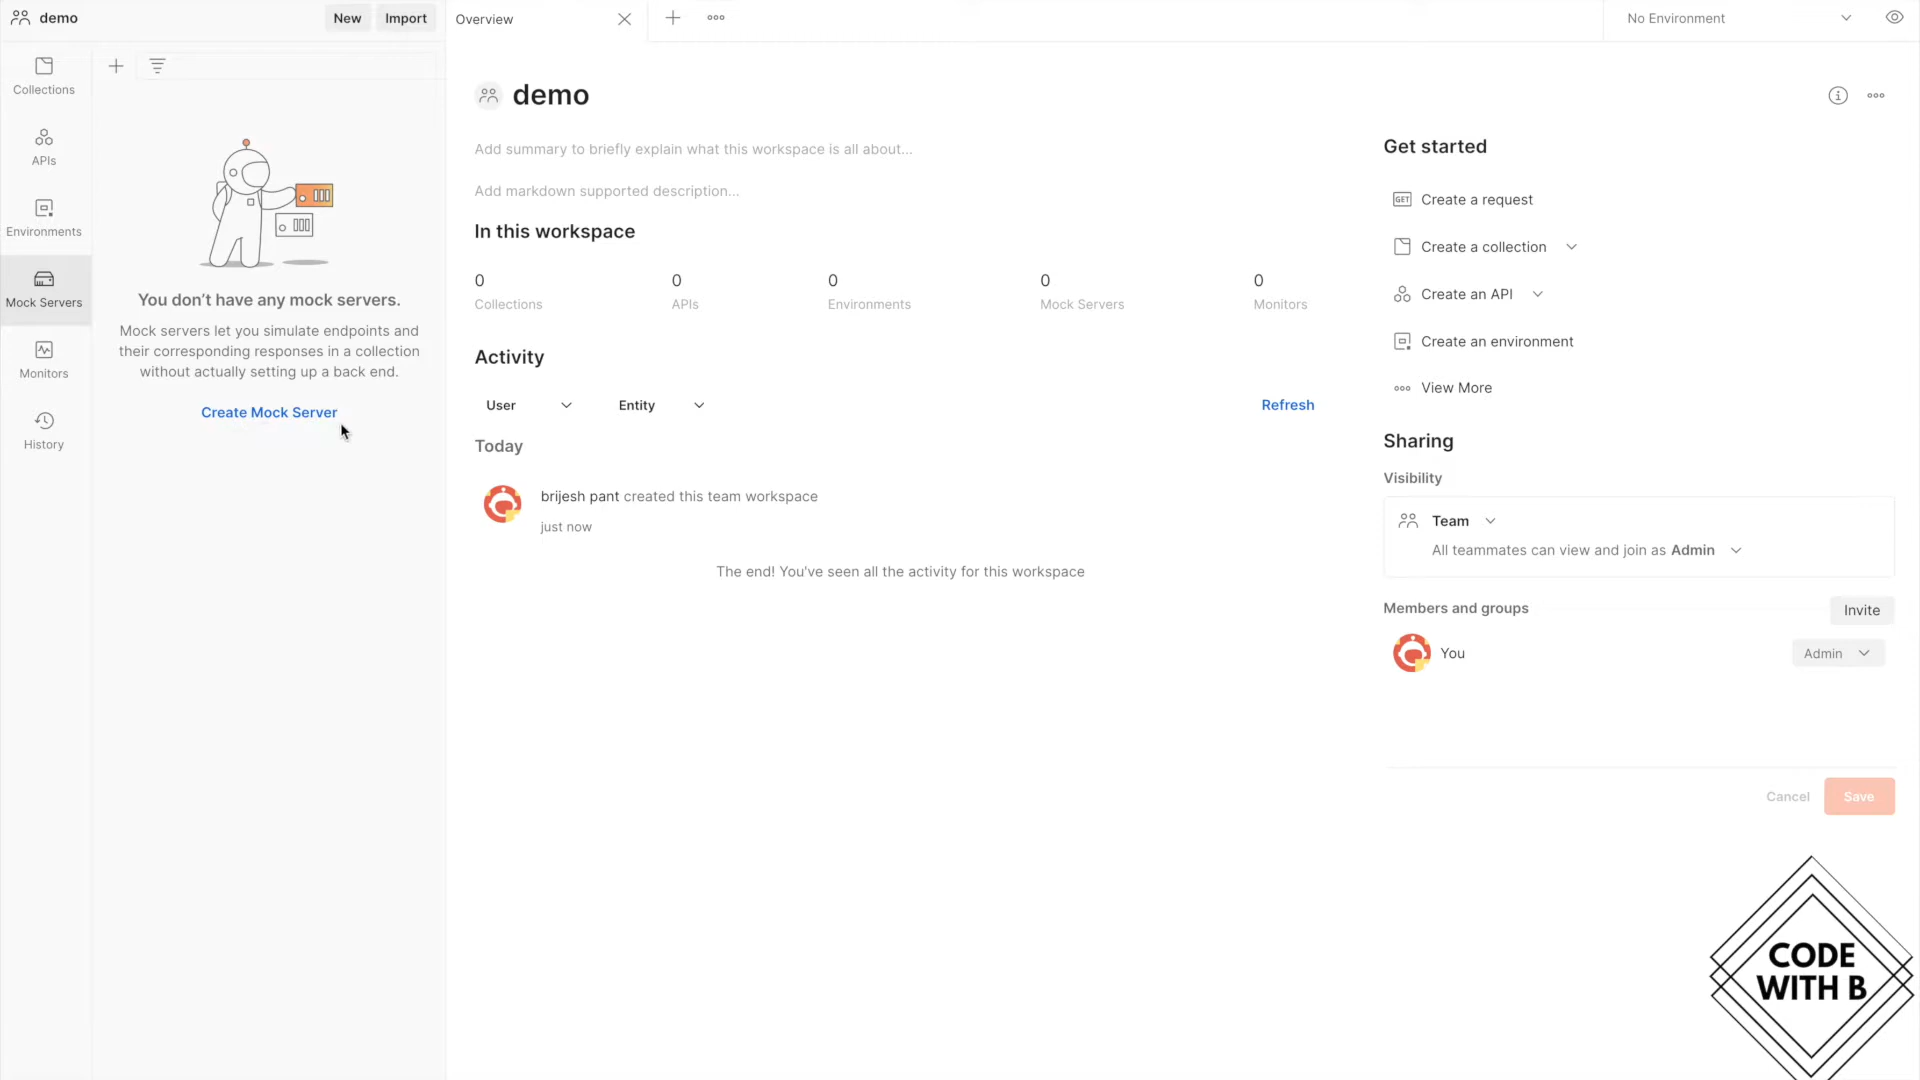 demo
New
Import
Overview
No Environment
Collections
APIs
Environments
Mock Servers
Monitors
History
You don’t have any mock servers.
Mock servers let you simulate endpoints and
their corresponding responses in a collection
without actually setting up a back end.
Create Mock Server
demo
Add summary to briefly explain what this workspace is all about...
Add markdown supported description...
In this workspace
0 0 0 0 0
Collections APIs Environments Mock Servers Monitors
Activity
User Entity Refresh
Today
brijesh pant created this team workspace
just now
The end! You've seen all the activity for this workspace
Get started
GET Create a request
Create a collection
Create an API
Create an environment
View More
Sharing
Visibility
Team
All teammates can view and join as Admin
Members and groups
Invite
You
Admin
Cancel
Save
CODE
WITH B